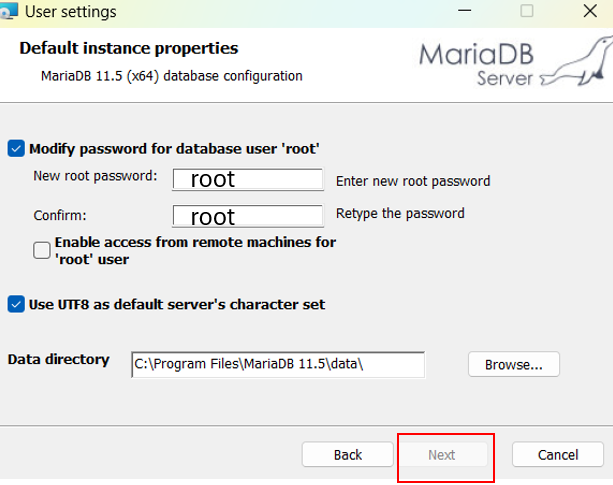 User settings
Default instance properties
MariaDB 11.5 (x64) database configuration
MariaDB
Server
Modify password for database user 'root'
New root password: root Enter new root password
Confirm: root Retype the password
Enable access from remote machines for
'root' user
Use UTF8 as default server's character set
Data directory C:\Program Files\MariaDB 11.5\data\ Browse...
Back Next Cancel